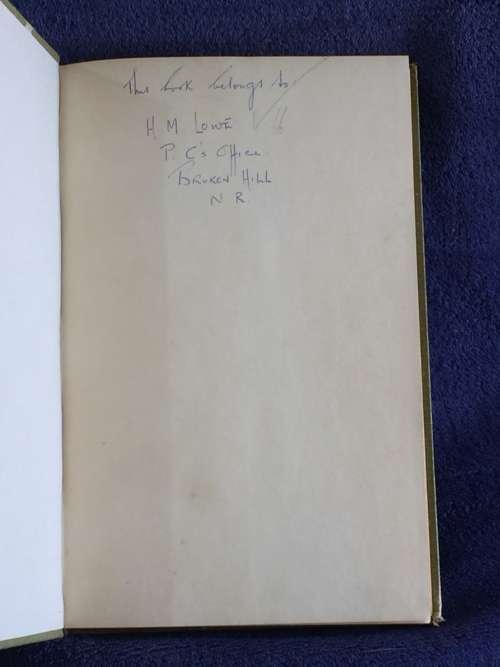 This book belongs to
H M LOWE !!
P. C's OFFICE
BROKEN HILL
N R